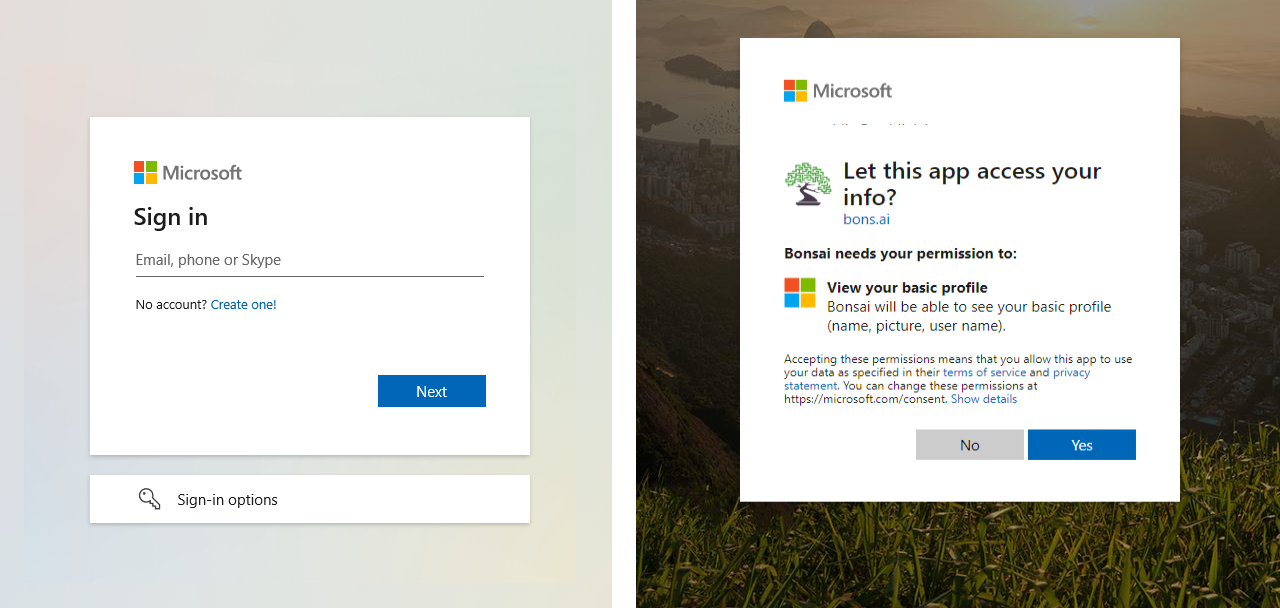 Microsoft
Sign in
Email, phone or Skype
No account? Create one!
Next
Sign-in options
Microsoft
Let this app access your
info?
bons.ai
Bonsai needs your permission to:
View your basic profile
Bonsai will be able to see your basic profile
(name, picture, user name).
Accepting these permissions means that you allow this app to use
your data as specified in their terms of service and privacy
statement. You can change these permissions at
https://microsoft.com/consent. Show details
No
Yes